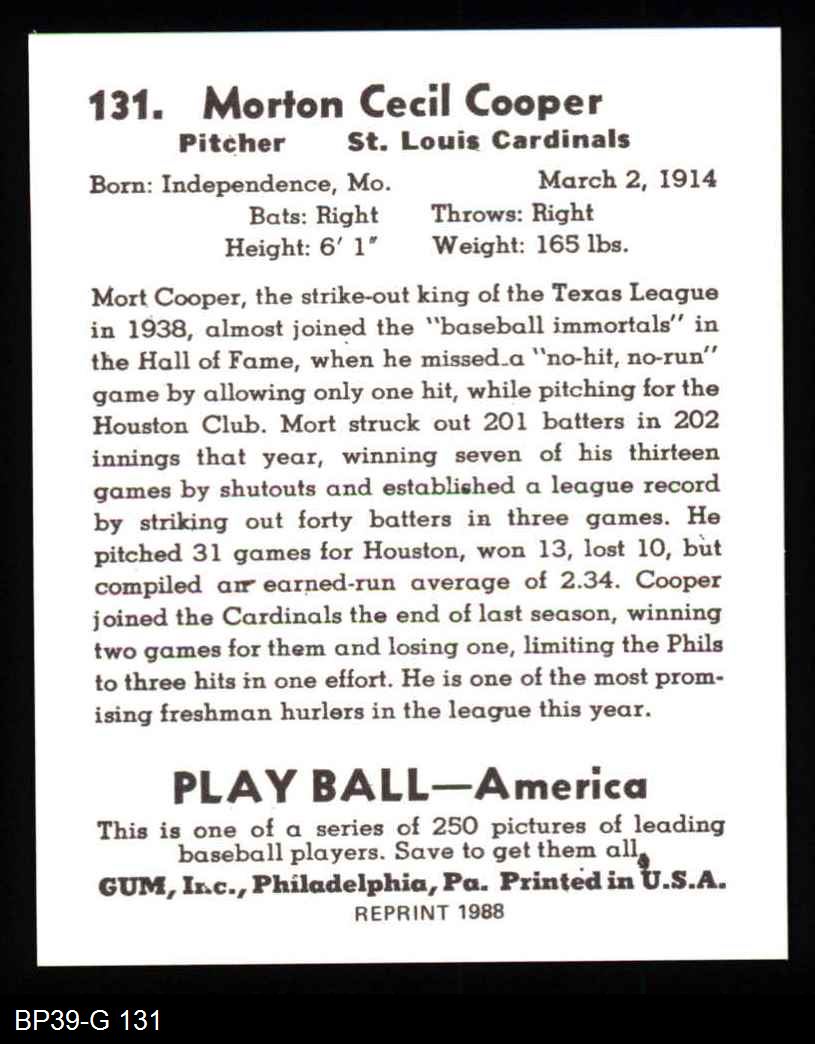 131. Morton Cecil Cooper
Pitcher St. Louis Cardinals
Born: Independence, Mo. March 2, 1914
Bats: Right Throws: Right
Height: 6' 1" Weight: 165 lbs.
Mort Cooper, the strike-out king of the Texas League
in 1938, almost joined the "baseball immortals" in
the Hall of Fame, when he missed a "no-hit, no-run"
game by allowing only one hit, while pitching for the
Houston Club. Mort struck out 201 batters in 202
innings that year, winning seven of his thirteen
games by shutouts and established a league record
by striking out forty batters in three games. He
pitched 31 games for Houston, won 13, lost 10, but
compiled an earned-run average of 2.34. Cooper
joined the Cardinals the end of last season, winning
two games for them and losing one, limiting the Phils
to three hits in one effort. He is one of the most prom-
ising freshman hurlers in the league this year.
PLAY BALL—America
This is one of a series of 250 pictures of leading
baseball players. Save to get them all.
GUM, Inc., Philadelphia, Pa. Printed in U.S.A.
REPRINT 1988
BP39-G 131